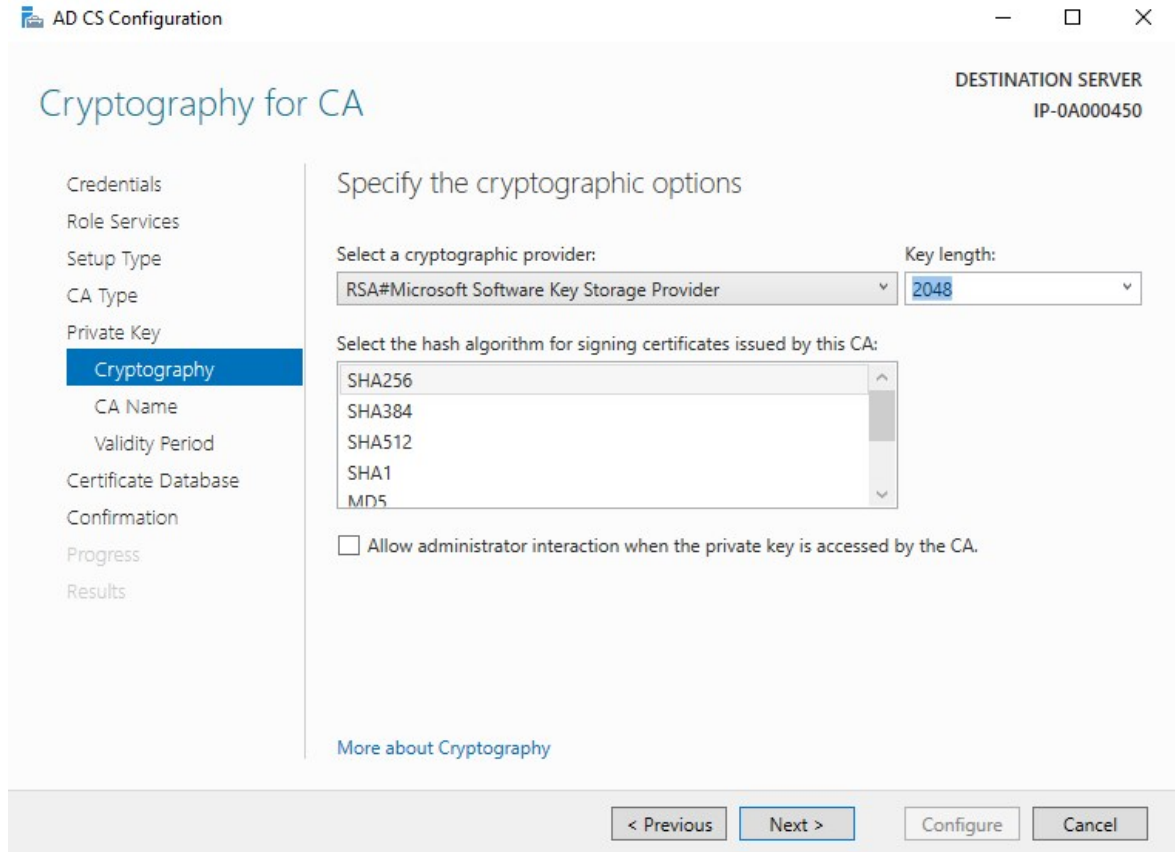 AD CS Configuration
DESTINATION SERVER
IP-0A000450
Cryptography for CA
Credentials
Role Services
Setup Type
CA Type
Private Key
Cryptography
CA Name
Validity Period
Certificate Database
Confirmation
Progress
Results
Specify the cryptographic options
Select a cryptographic provider:
Key length:
RSA#Microsoft Software Key Storage Provider
2048
Select the hash algorithm for signing certificates issued by this CA:
SHA256
SHA384
SHA512
SHA1
MD5
Allow administrator interaction when the private key is accessed by the CA.
More about Cryptography
< Previous
Next >
Configure
Cancel